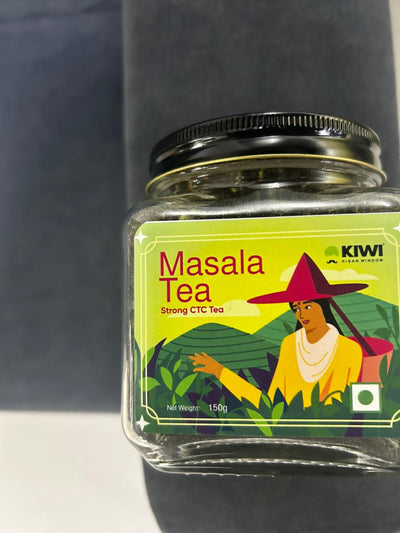 KIWI
KISAN WINDOW
Masala
Tea
Strong CTC Tea
Net Weight: 150g